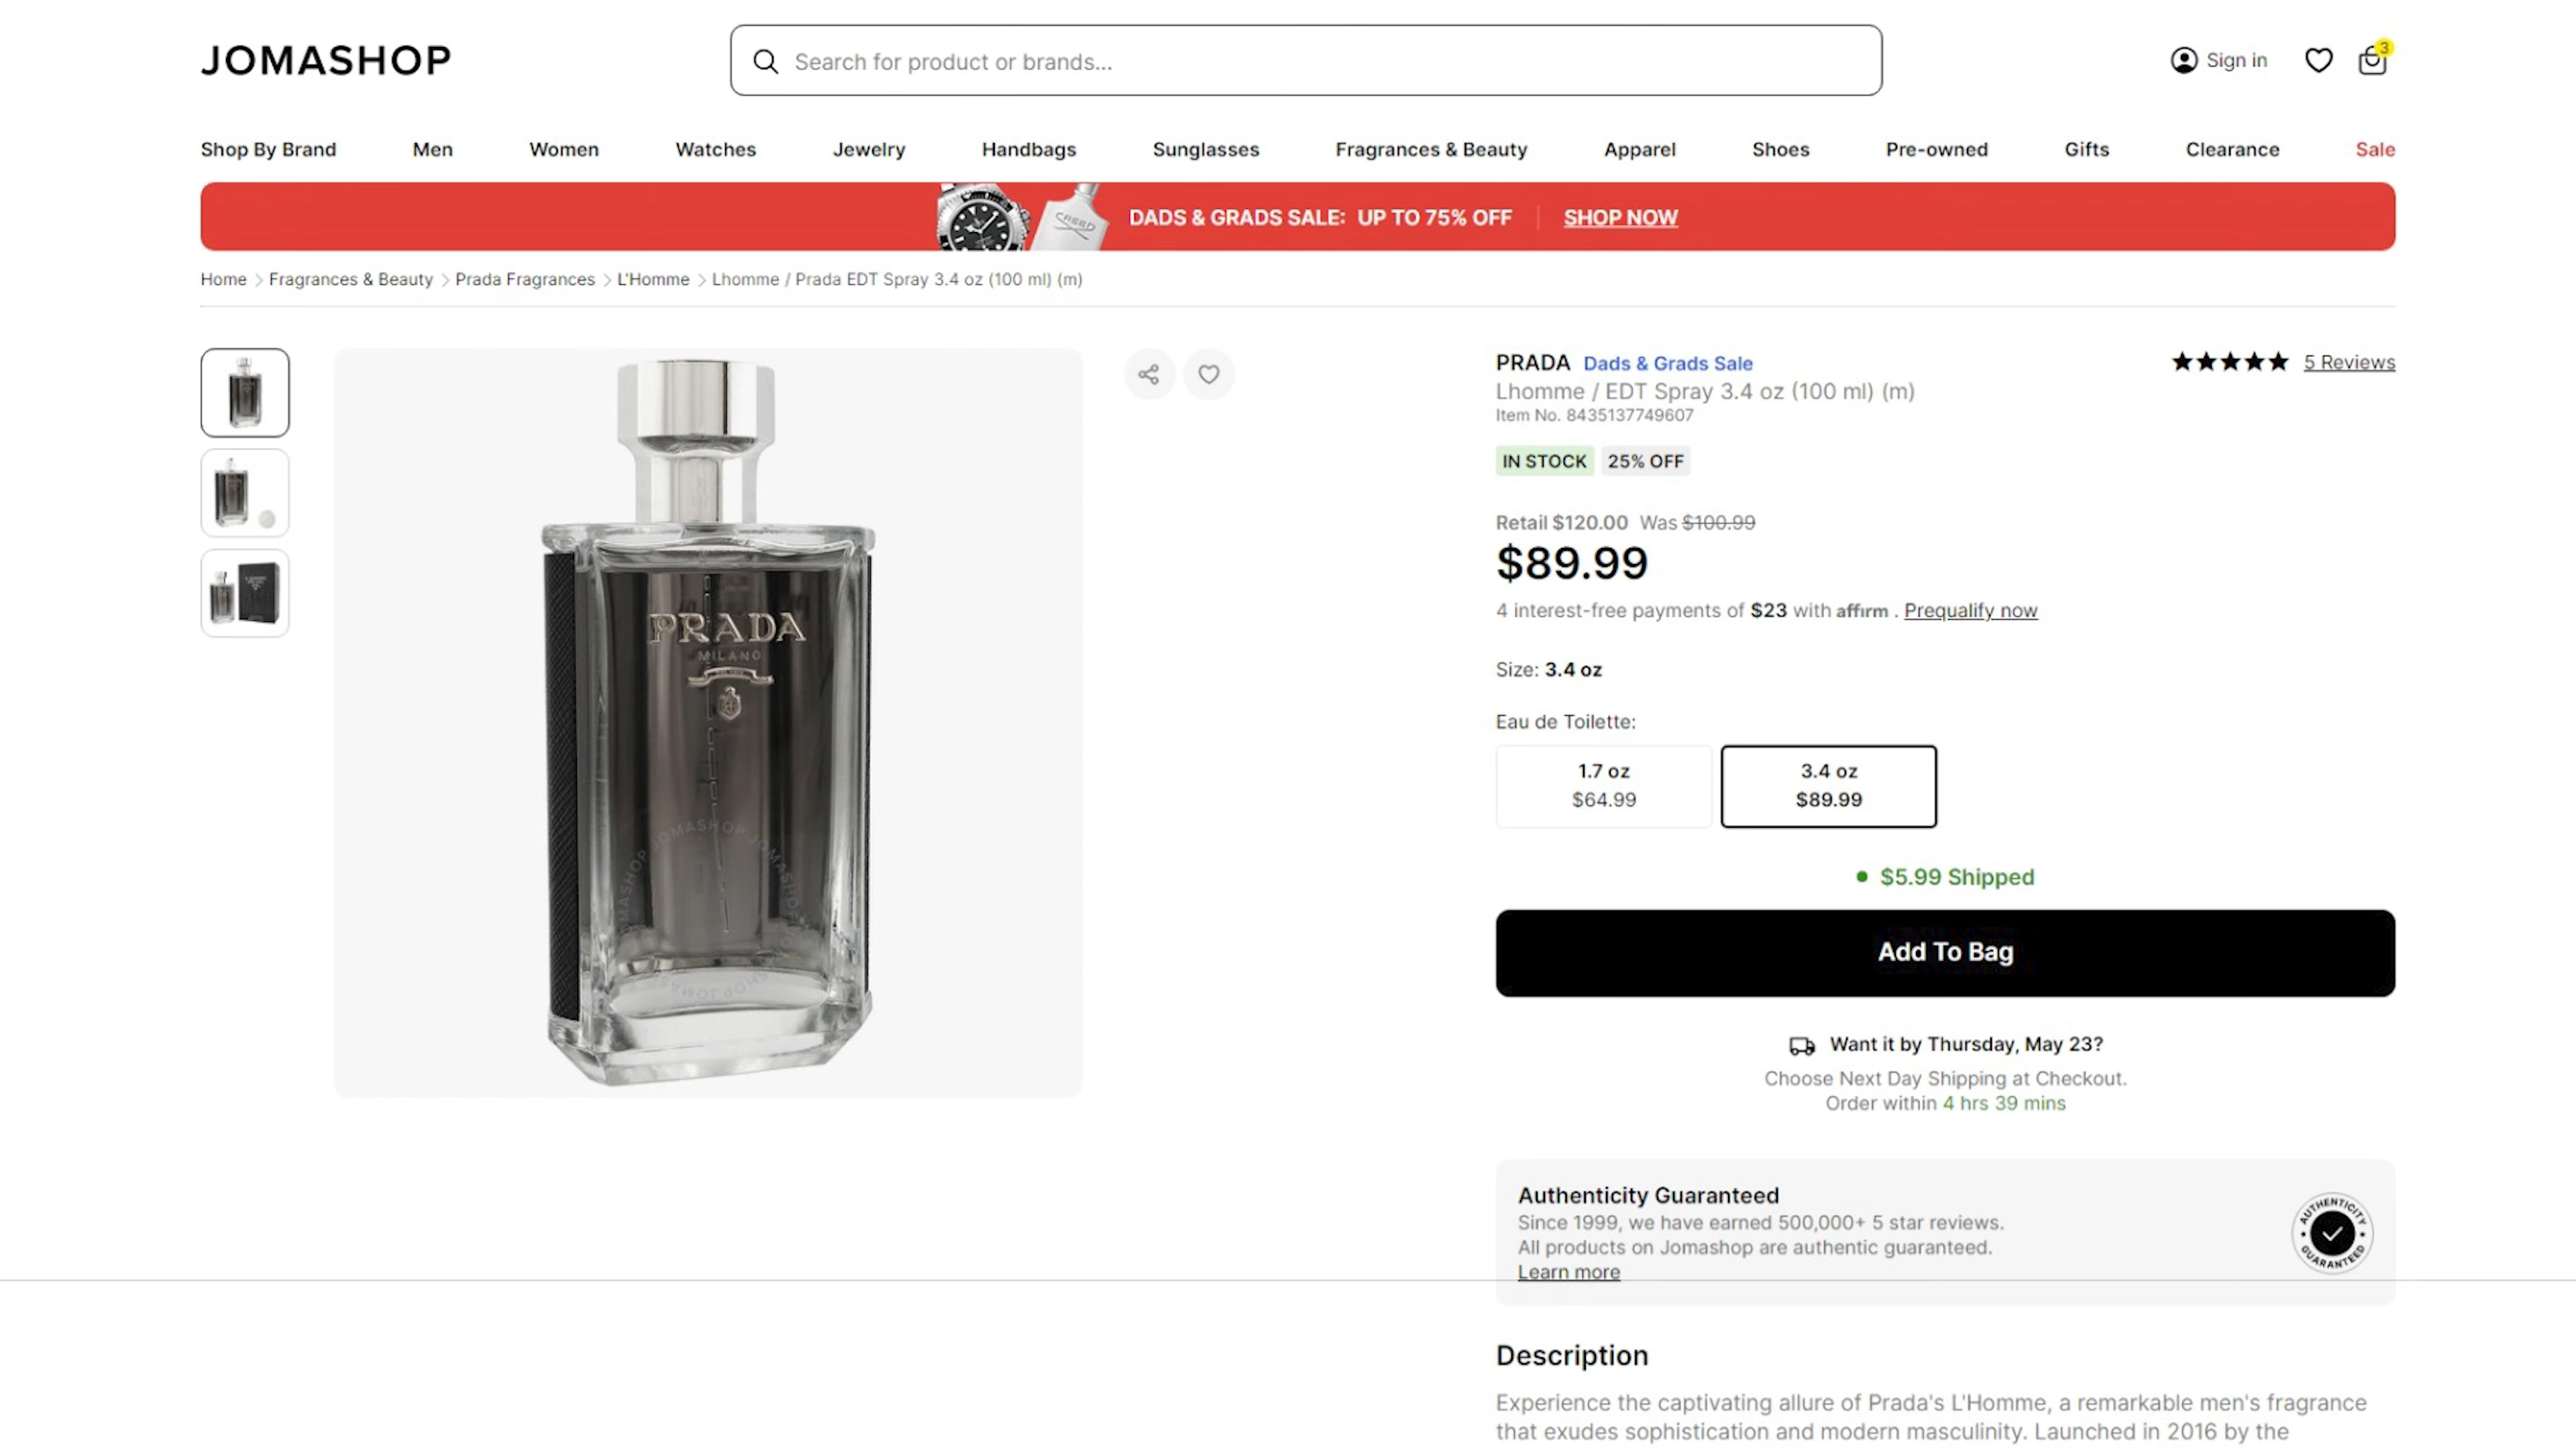 JOMASHOP
Search for product or brands...
Sign in
3
Shop By Brand Men Women Watches Jewelry Handbags Sunglasses Fragrances & Beauty Apparel Shoes Pre-owned Gifts Clearance Sale
CREED
DADS & GRADS SALE: UP TO 75% OFF SHOP NOW
Home > Fragrances & Beauty > Prada Fragrances > L'Homme > Lhomme / Prada EDT Spray 3.4 oz (100 ml) (m)
PRADA
MILANO
JOMASHOP JOMASHOP
PRADA Dads & Grads Sale
5 Reviews
Lhomme / EDT Spray 3.4 oz (100 ml) (m)
Item No. 8435137749607
IN STOCK 25% OFF
Retail $120.00 Was $100.99
$89.99
4 interest-free payments of $23 with affirm . Prequalify now
Size: 3.4 oz
Eau de Toilette:
1.7 oz
$64.99
3.4 oz
$89.99
$5.99 Shipped
Add To Bag
Want it by Thursday, May 23?
Choose Next Day Shipping at Checkout.
Order within 4 hrs 39 mins
Authenticity Guaranteed
Since 1999, we have earned 500,000+ 5 star reviews.
All products on Jomashop are authentic guaranteed.
Learn more
AUTHENTICITY GUARANTEED
Description
Experience the captivating allure of Prada's L'Homme, a remarkable men's fragrance
that exudes sophistication and modern masculinity. Launched in 2016 by the